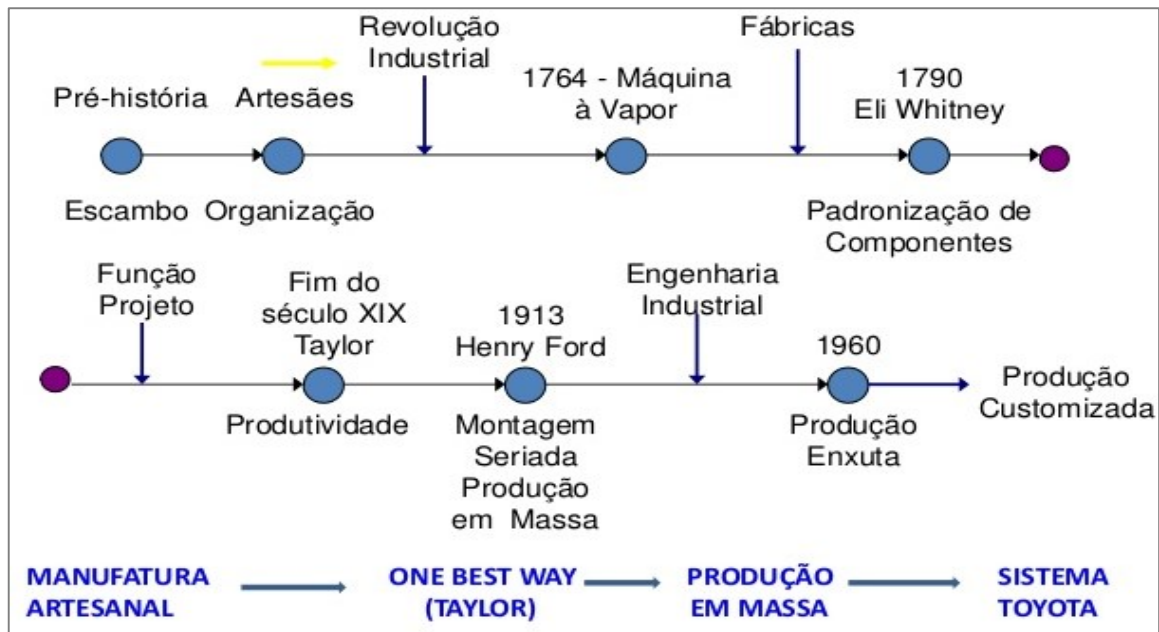 Revolução
Industrial
Fábricas
Pré-história
Artesães
1764 - Máquina
à Vapor
1790
Eli Whitney
Escambo
Organização
Padronização de
Componentes
Função
Projeto
Fim do
século XIX
Taylor
1913
Henry Ford
Engenharia
Industrial
1960
Produção
Customizada
Produtividade
Montagem
Seriada
Produção
em Massa
Produção
Enxuta
MANUFATURA
ARTESANAL
ONE BEST WAY
(TAYLOR)
PRODUÇÃO
EM MASSA
SISTEMA
TOYOTA